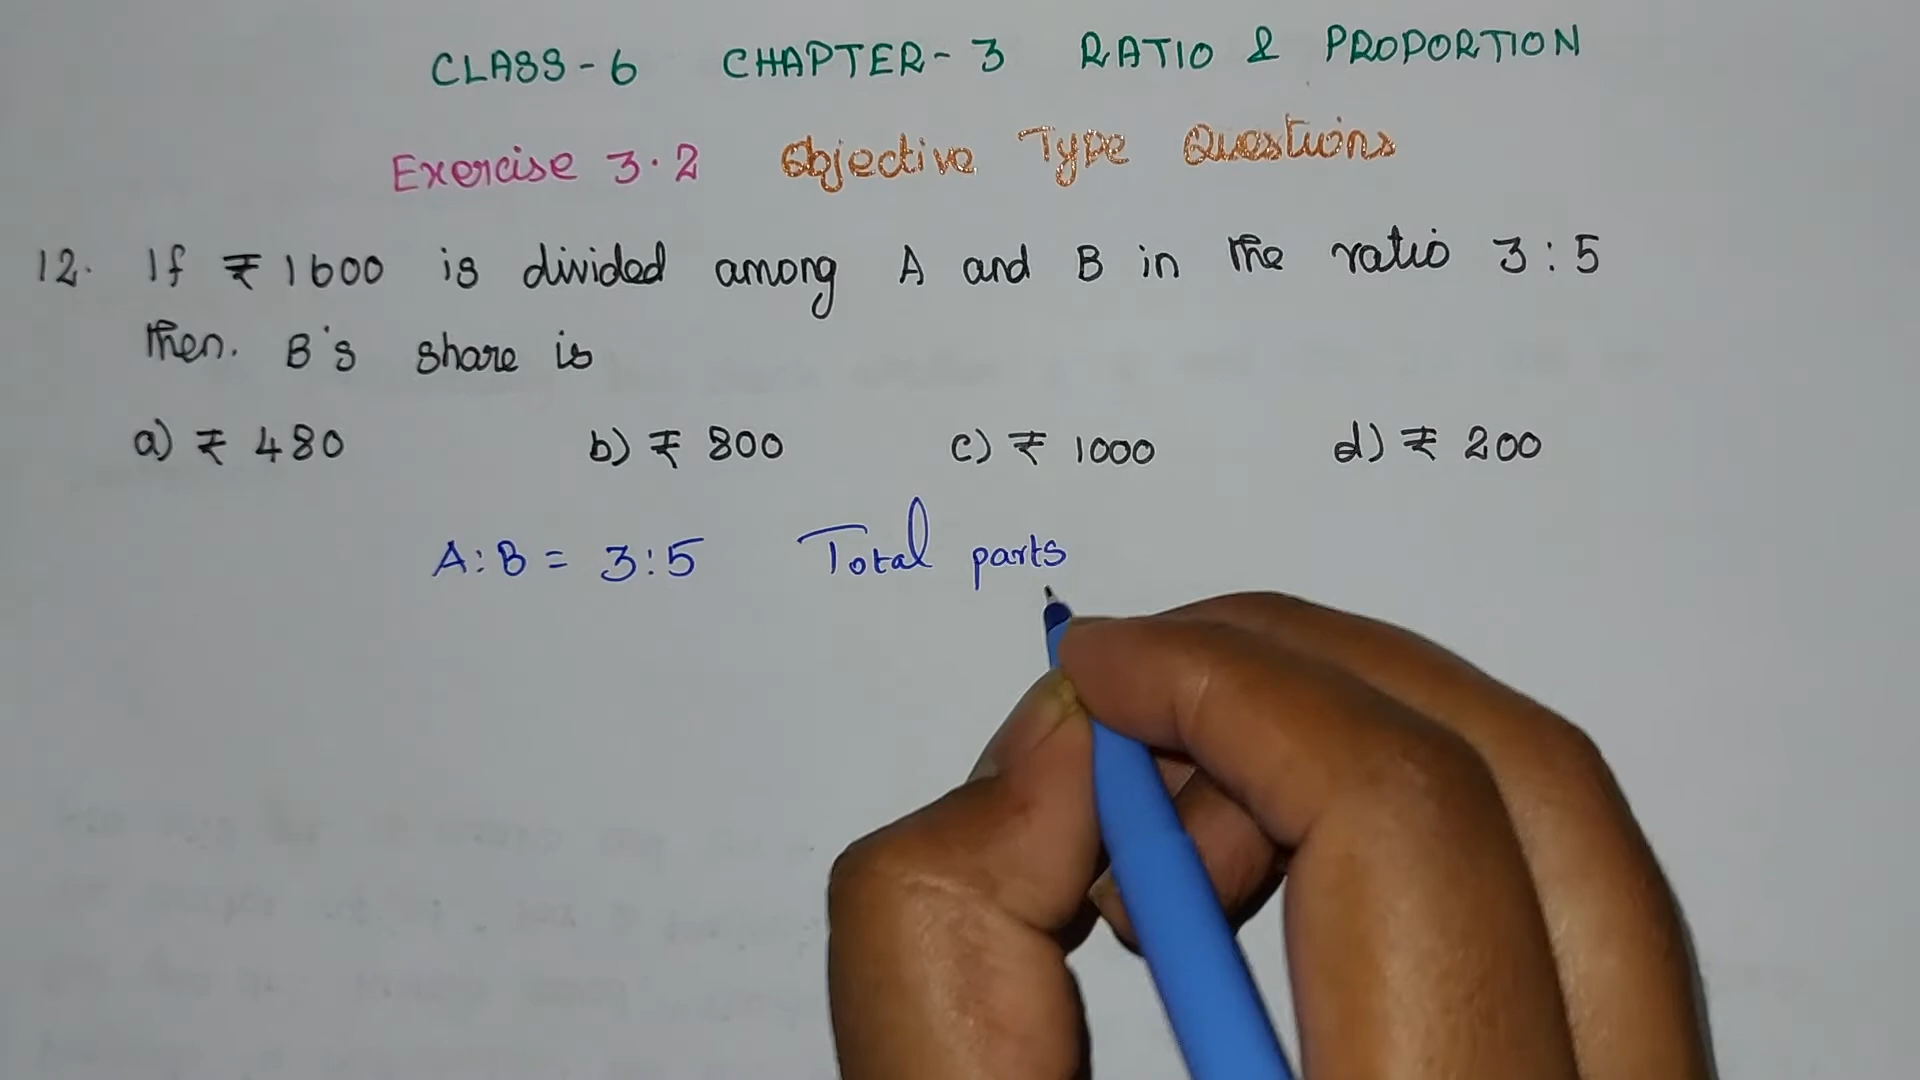 CLASS-6 CHAPTER-3 RATIO & PROPORTION
Exercise 3.2 Objective Type Questions
12. If ₹ 1600 is divided among A and B in the ratio 3:5
then. B's share is
a) ₹ 480 b) ₹ 800 c) ₹ 1000 d) ₹ 200
A:B = 3:5 Total parts